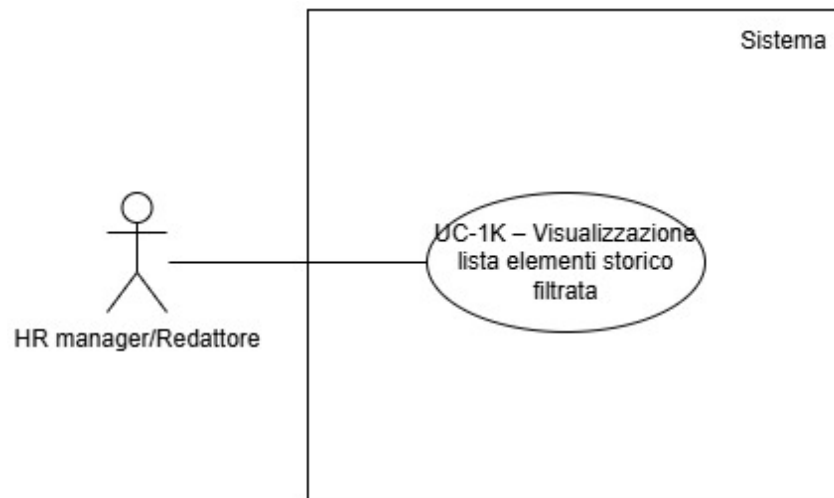 Sistema
UC-1K – Visualizzazione
lista elementi storico
filtrata
HR manager/Redattore